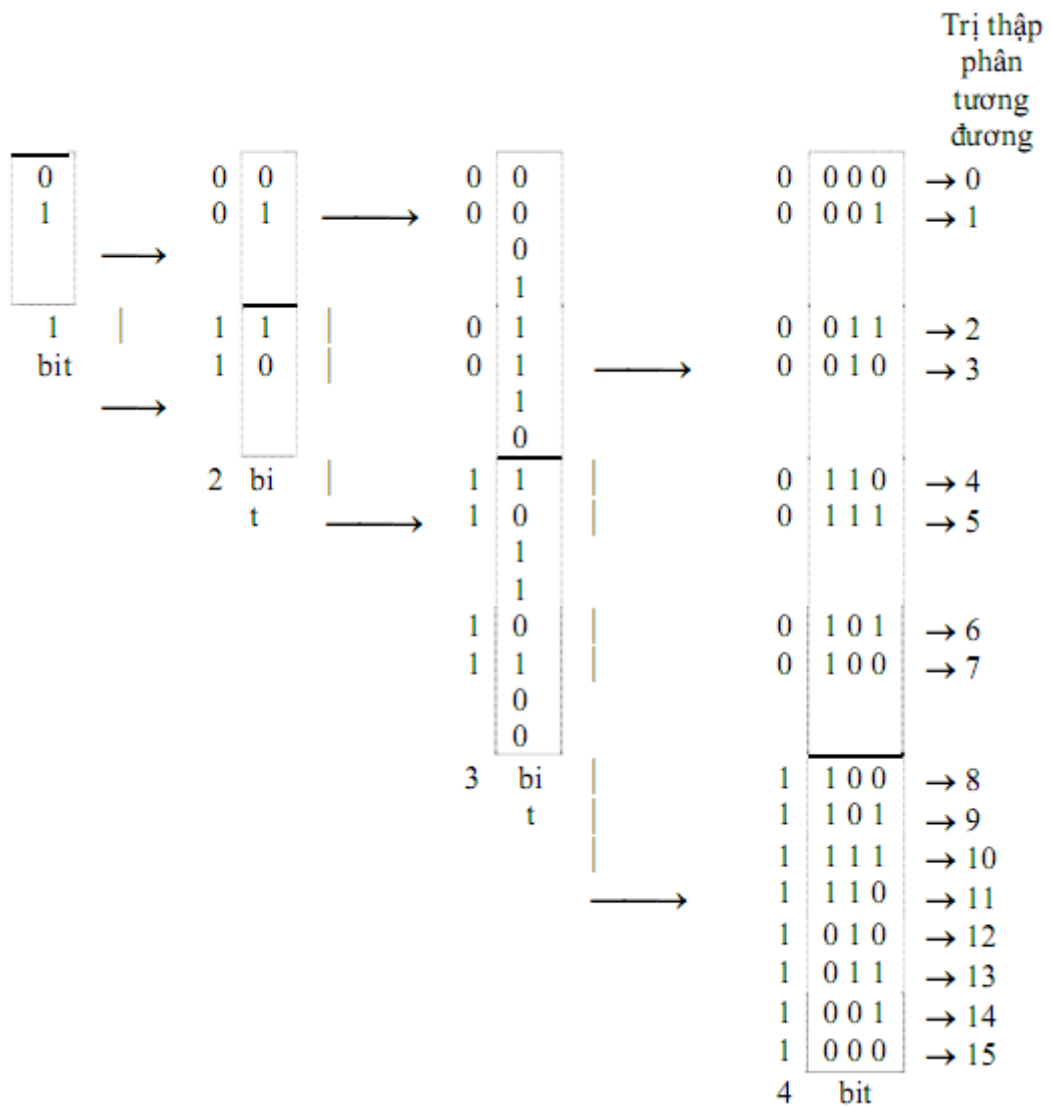 Trị thập
phân
tương
đương
0 0 0 0 0 0 0 0 0 → 0
1 0 1 0 0 0 0 0 1 → 1
0
1
1 1 1 0 1 0 0 1 1 → 2
bit 1 0 0 1 0 0 1 0 → 3
1
0
2 bi 1 1 0 1 1 0 → 4
t 1 0 0 1 1 1 → 5
1
1
1 0 0 1 0 1 → 6
1 1 0 1 0 0 → 7
0
0
3 bi 1 1 0 0 → 8
t 1 1 0 1 → 9
1 1 1 1 → 10
1 1 1 0 → 11
1 0 1 0 → 12
1 0 1 1 → 13
1 0 0 1 → 14
1 0 0 0 → 15
4 bit